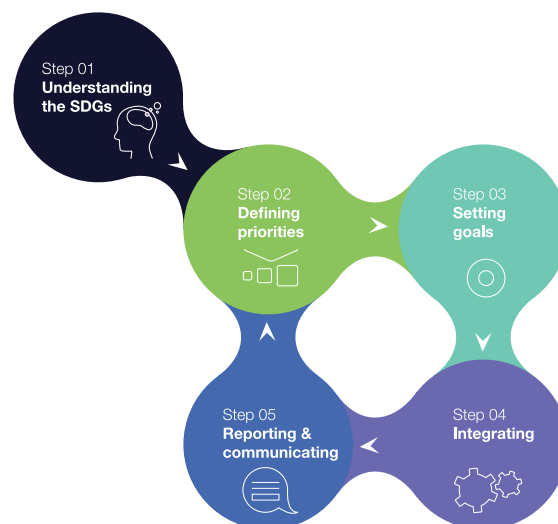 Step 01
Understanding
the SDGs
Step 02
Defining
priorities
Step 03
Setting
goals
Step 04
Integrating
Step 05
Reporting &
communicating